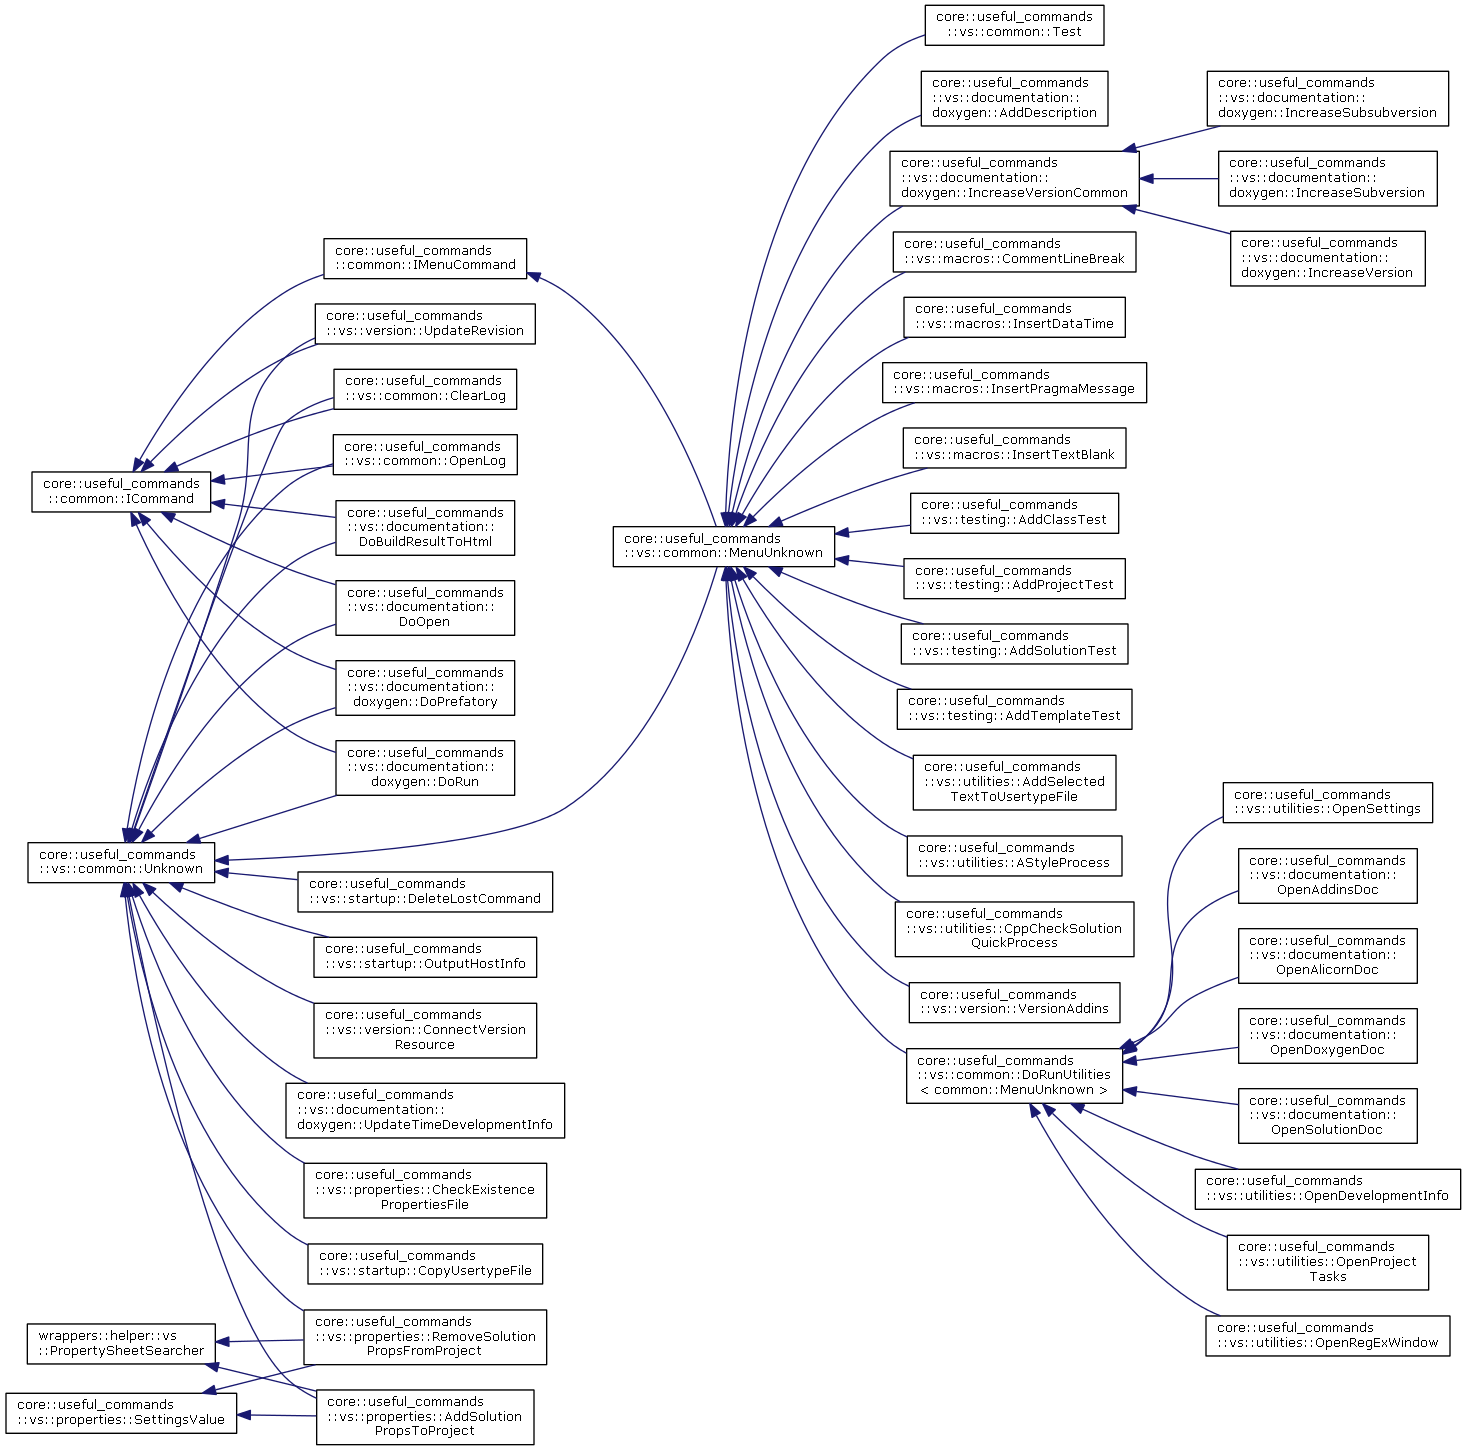 core::useful_commands
::vs::common::Test
core::useful_commands
::vs::documentation::
doxygen::AddDescription
core::useful_commands
::vs::documentation::
doxygen::IncreaseSubsubversion
core::useful_commands
::vs::documentation::
doxygen::IncreaseVersionCommon
core::useful_commands
::vs::documentation::
doxygen::IncreaseSubversion
core::useful_commands
::vs::documentation::
doxygen::IncreaseVersion
core::useful_commands
::common::IMenuCommand
core::useful_commands
::vs::macros::CommentLineBreak
core::useful_commands
::vs::version::UpdateRevision
core::useful_commands
::vs::macros::InsertDataTime
core::useful_commands
::vs::common::ClearLog
core::useful_commands
::vs::macros::InsertPragmaMessage
core::useful_commands
::vs::common::OpenLog
core::useful_commands
::vs::macros::InsertTextBlank
core::useful_commands
::common::ICommand
core::useful_commands
::vs::documentation::
DoBuildResultToHtml
core::useful_commands
::vs::testing::AddClassTest
core::useful_commands
::vs::common::MenuUnknown
core::useful_commands
::vs::testing::AddProjectTest
core::useful_commands
::vs::documentation::
DoOpen
core::useful_commands
::vs::testing::AddSolutionTest
core::useful_commands
::vs::documentation::
doxygen::DoPrefatory
core::useful_commands
::vs::testing::AddTemplateTest
core::useful_commands
::vs::documentation::
doxygen::DoRun
core::useful_commands
::vs::utilities::AddSelected
TextToUsertypeFile
core::useful_commands
::vs::utilities::OpenSettings
core::useful_commands
::vs::common::Unknown
core::useful_commands
::vs::utilities::AStyleProcess
core::useful_commands
::vs::documentation::
OpenAddinsDoc
core::useful_commands
::vs::startup::DeleteLostCommand
core::useful_commands
::vs::utilities::CppCheckSolution
QuickProcess
core::useful_commands
::vs::documentation::
OpenAlicornDoc
core::useful_commands
::vs::startup::OutputHostInfo
core::useful_commands
::vs::version::VersionAddins
core::useful_commands
::vs::version::ConnectVersion
Resource
core::useful_commands
::vs::documentation::
OpenDoxygenDoc
core::useful_commands
::vs::common::DoRunUtilities
< common::MenuUnknown >
core::useful_commands
::vs::documentation::
doxygen::UpdateTimeDevelopmentInfo
core::useful_commands
::vs::documentation::
OpenSolutionDoc
core::useful_commands
::vs::properties::CheckExistence
PropertiesFile
core::useful_commands
::vs::utilities::OpenDevelopmentInfo
core::useful_commands
::vs::startup::CopyUsertypeFile
core::useful_commands
::vs::utilities::OpenProject
Tasks
wrappers::helper::vs
::PropertySheetSearcher
core::useful_commands
::vs::properties::RemoveSolution
PropsFromProject
core::useful_commands
::vs::utilities::OpenRegExWindow
core::useful_commands
::vs::properties::SettingsValue
core::useful_commands
::vs::properties::AddSolution
PropsToProject